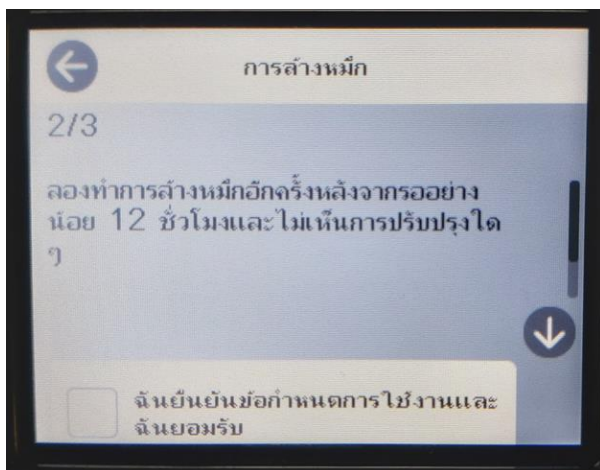 การล้างหมึก
2/3
ลองทำการล้างหมึกอีกครั้งหลังจากรออย่าง
น้อย 12 ชั่วโมงและไม่เห็นการปรับปรุงใด
ๆ
ฉันยืนยันข้อกำหนดการใช้งานและ
ฉันยอมรับ